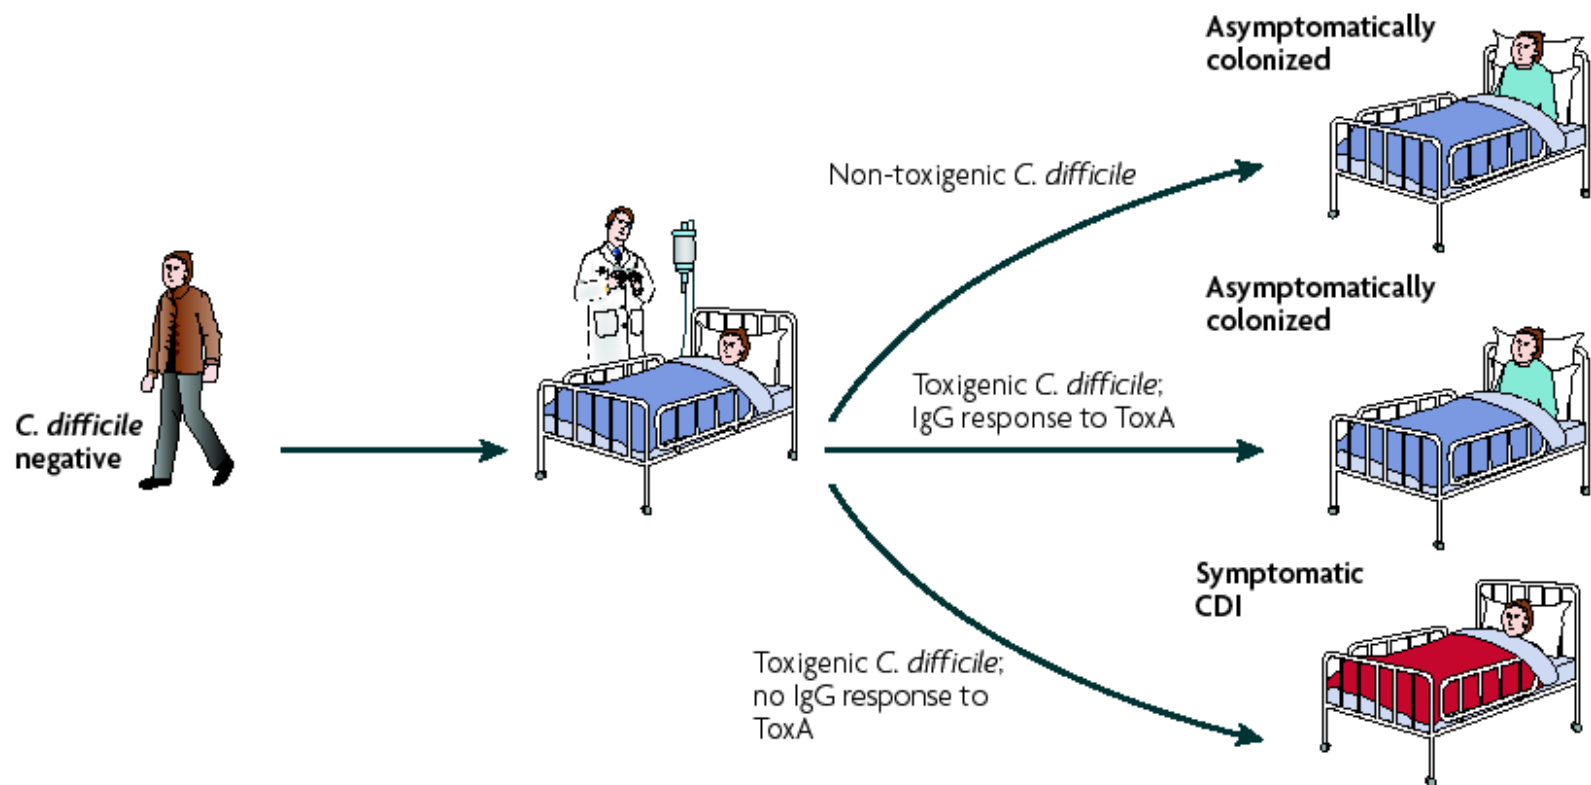 Asymptomatically
colonized
Non-toxigenic C. difficile
Asymptomatically
colonized
Toxigenic C. difficile;
IgG response to ToxA
C. difficile
negative
Symptomatic
CDI
Toxigenic C. difficile;
no IgG response to
ToxA